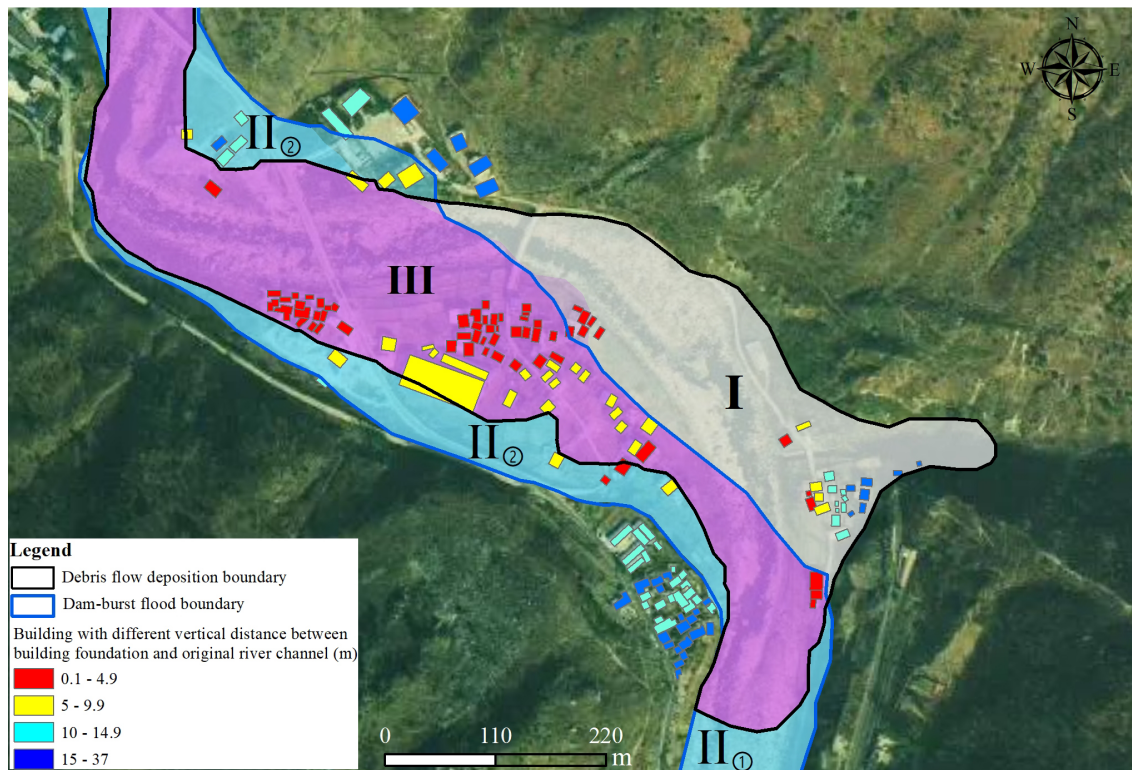 N
W E
S
II②
III
I
II②
II①
Legend
Debris flow deposition boundary
Dam-burst flood boundary
Building with different vertical distance between
building foundation and original river channel (m)
0.1 - 4.9
5 - 9.9
10 - 14.9
15 - 37
0 110 220
m